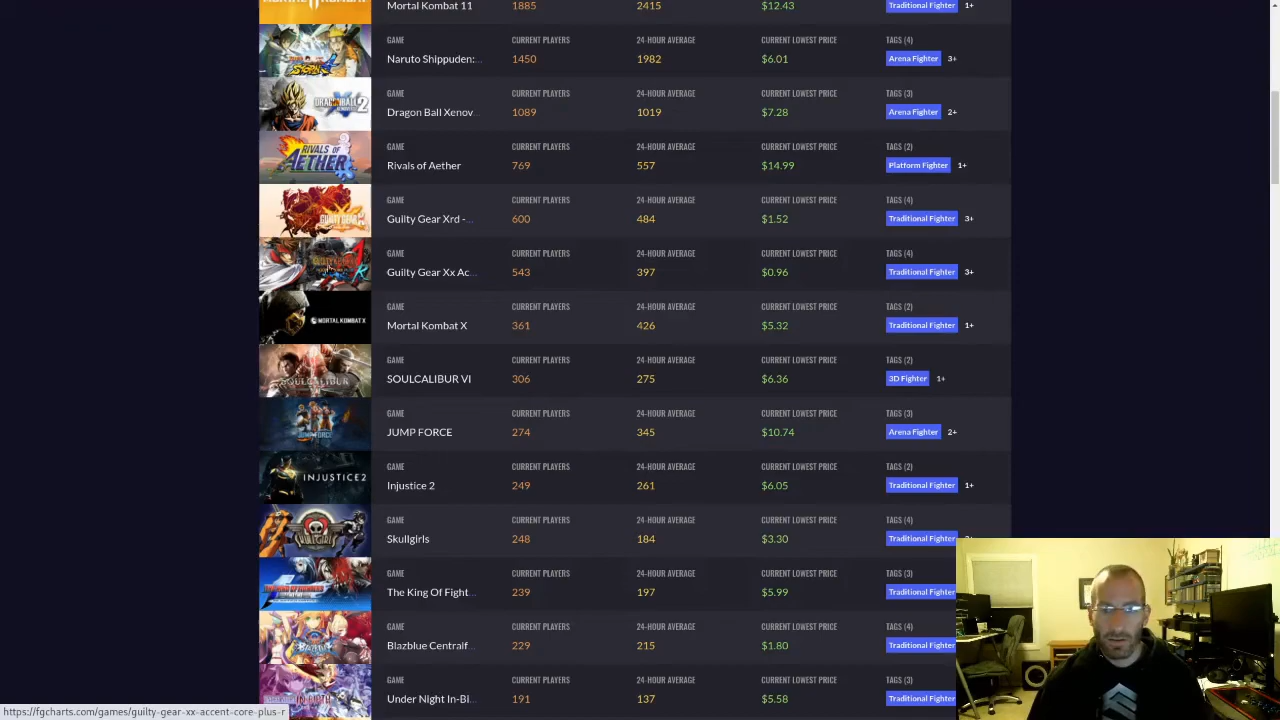 Mortal Kombat 11 1885 2415 $12.00 Traditional Fighter 1+
GAME CURRENT PLAYERS 24-HOUR AVERAGE CURRENT LOWEST PRICE TAGS (4)
Naruto Shippuden:... 1450 1982 $6.01 Arena Fighter 3+
GAME CURRENT PLAYERS 24-HOUR AVERAGE CURRENT LOWEST PRICE TAGS (3)
Dragon Ball Xenov... 1089 1019 $7.28 Arena Fighter 2+
GAME CURRENT PLAYERS 24-HOUR AVERAGE CURRENT LOWEST PRICE TAGS (2)
RIVALS OF AETHER
Rivals of Aether 769 557 $14.99 Platform Fighter 1+
GAME CURRENT PLAYERS 24-HOUR AVERAGE CURRENT LOWEST PRICE TAGS (4)
Guilty Gear Xrd -... 600 484 $1.52 Traditional Fighter 3+
GAME CURRENT PLAYERS 24-HOUR AVERAGE CURRENT LOWEST PRICE TAGS (4)
Guilty Gear Xx Ac... 543 397 $0.96 Traditional Fighter 3+
GAME CURRENT PLAYERS 24-HOUR AVERAGE CURRENT LOWEST PRICE TAGS (2)
MORTAL KOMBAT X
Mortal Kombat X 361 426 $5.32 Traditional Fighter 1+
GAME CURRENT PLAYERS 24-HOUR AVERAGE CURRENT LOWEST PRICE TAGS (2)
SOULCALIBUR
SOULCALIBUR VI 306 275 $6.36 3D Fighter 1+
GAME CURRENT PLAYERS 24-HOUR AVERAGE CURRENT LOWEST PRICE TAGS (3)
JUMP FORCE
JUMP FORCE 274 345 $10.74 Arena Fighter 2+
GAME CURRENT PLAYERS 24-HOUR AVERAGE CURRENT LOWEST PRICE TAGS (2)
INJUSTICE 2
Injustice 2 249 261 $6.05 Traditional Fighter 1+
GAME CURRENT PLAYERS 24-HOUR AVERAGE CURRENT LOWEST PRICE TAGS (4)
SKULLGIRLS
Skullgirls 248 184 $3.30 Traditional Fighter
GAME CURRENT PLAYERS 24-HOUR AVERAGE CURRENT LOWEST PRICE TAGS (3)
The King Of Fight... 239 197 $5.99 Traditional Fighter
GAME CURRENT PLAYERS 24-HOUR AVERAGE CURRENT LOWEST PRICE TAGS (4)
Blazblue Centralf... 229 215 $1.80 Traditional Fighter
GAME CURRENT PLAYERS 24-HOUR AVERAGE CURRENT LOWEST PRICE TAGS (3)
Under Night In-Bi... 191 137 $5.58 Traditional Fighter
https://fgcharts.com/games/guilty-gear-xx-accent-core-plus-r